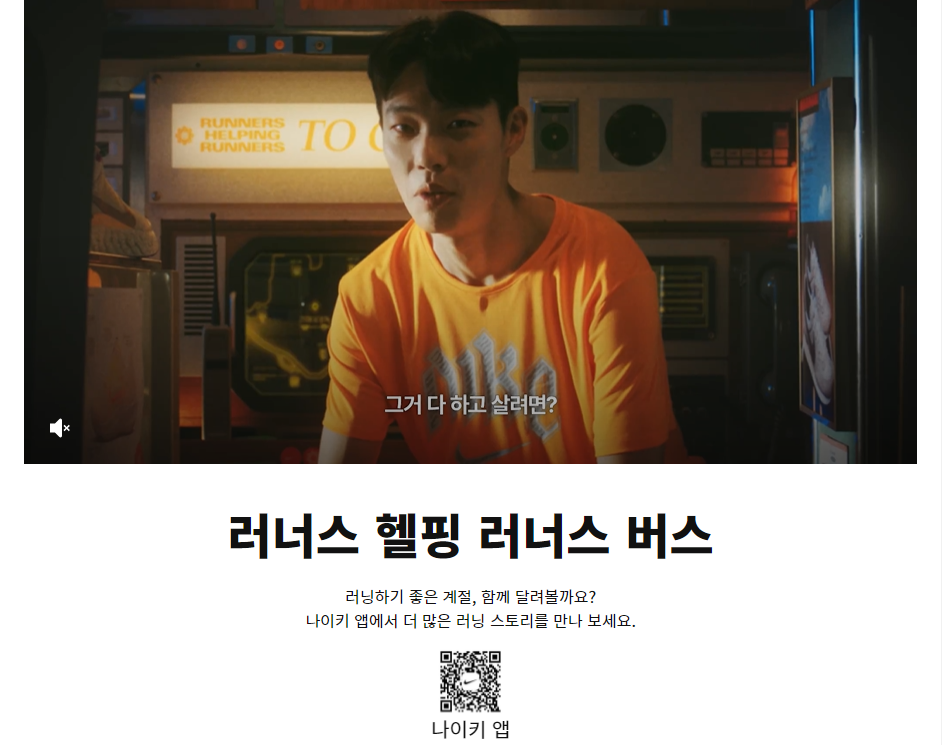 RUNNERS
HELPING
RUNNERS
TO
Nike
그거 다 하고 살려면?
러너스 헬핑 러너스 버스
러닝하기 좋은 계절, 함께 달려볼까요?
나이키 앱에서 더 많은 러닝 스토리를 만나 보세요.
나이키 앱